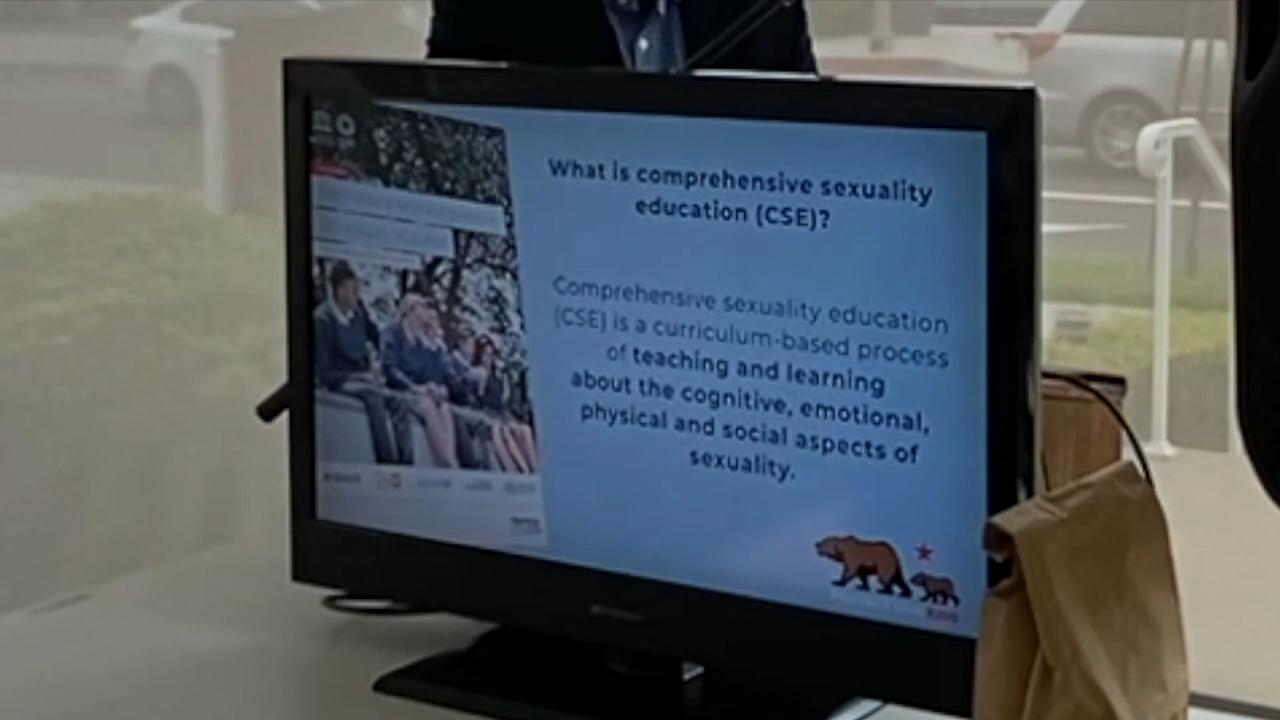 What is comprehensive sexuality
education (CSE)?
Comprehensive sexuality education
(CSE) is a curriculum-based process
of teaching and learning
about the cognitive, emotional,
physical and social aspects of
sexuality.